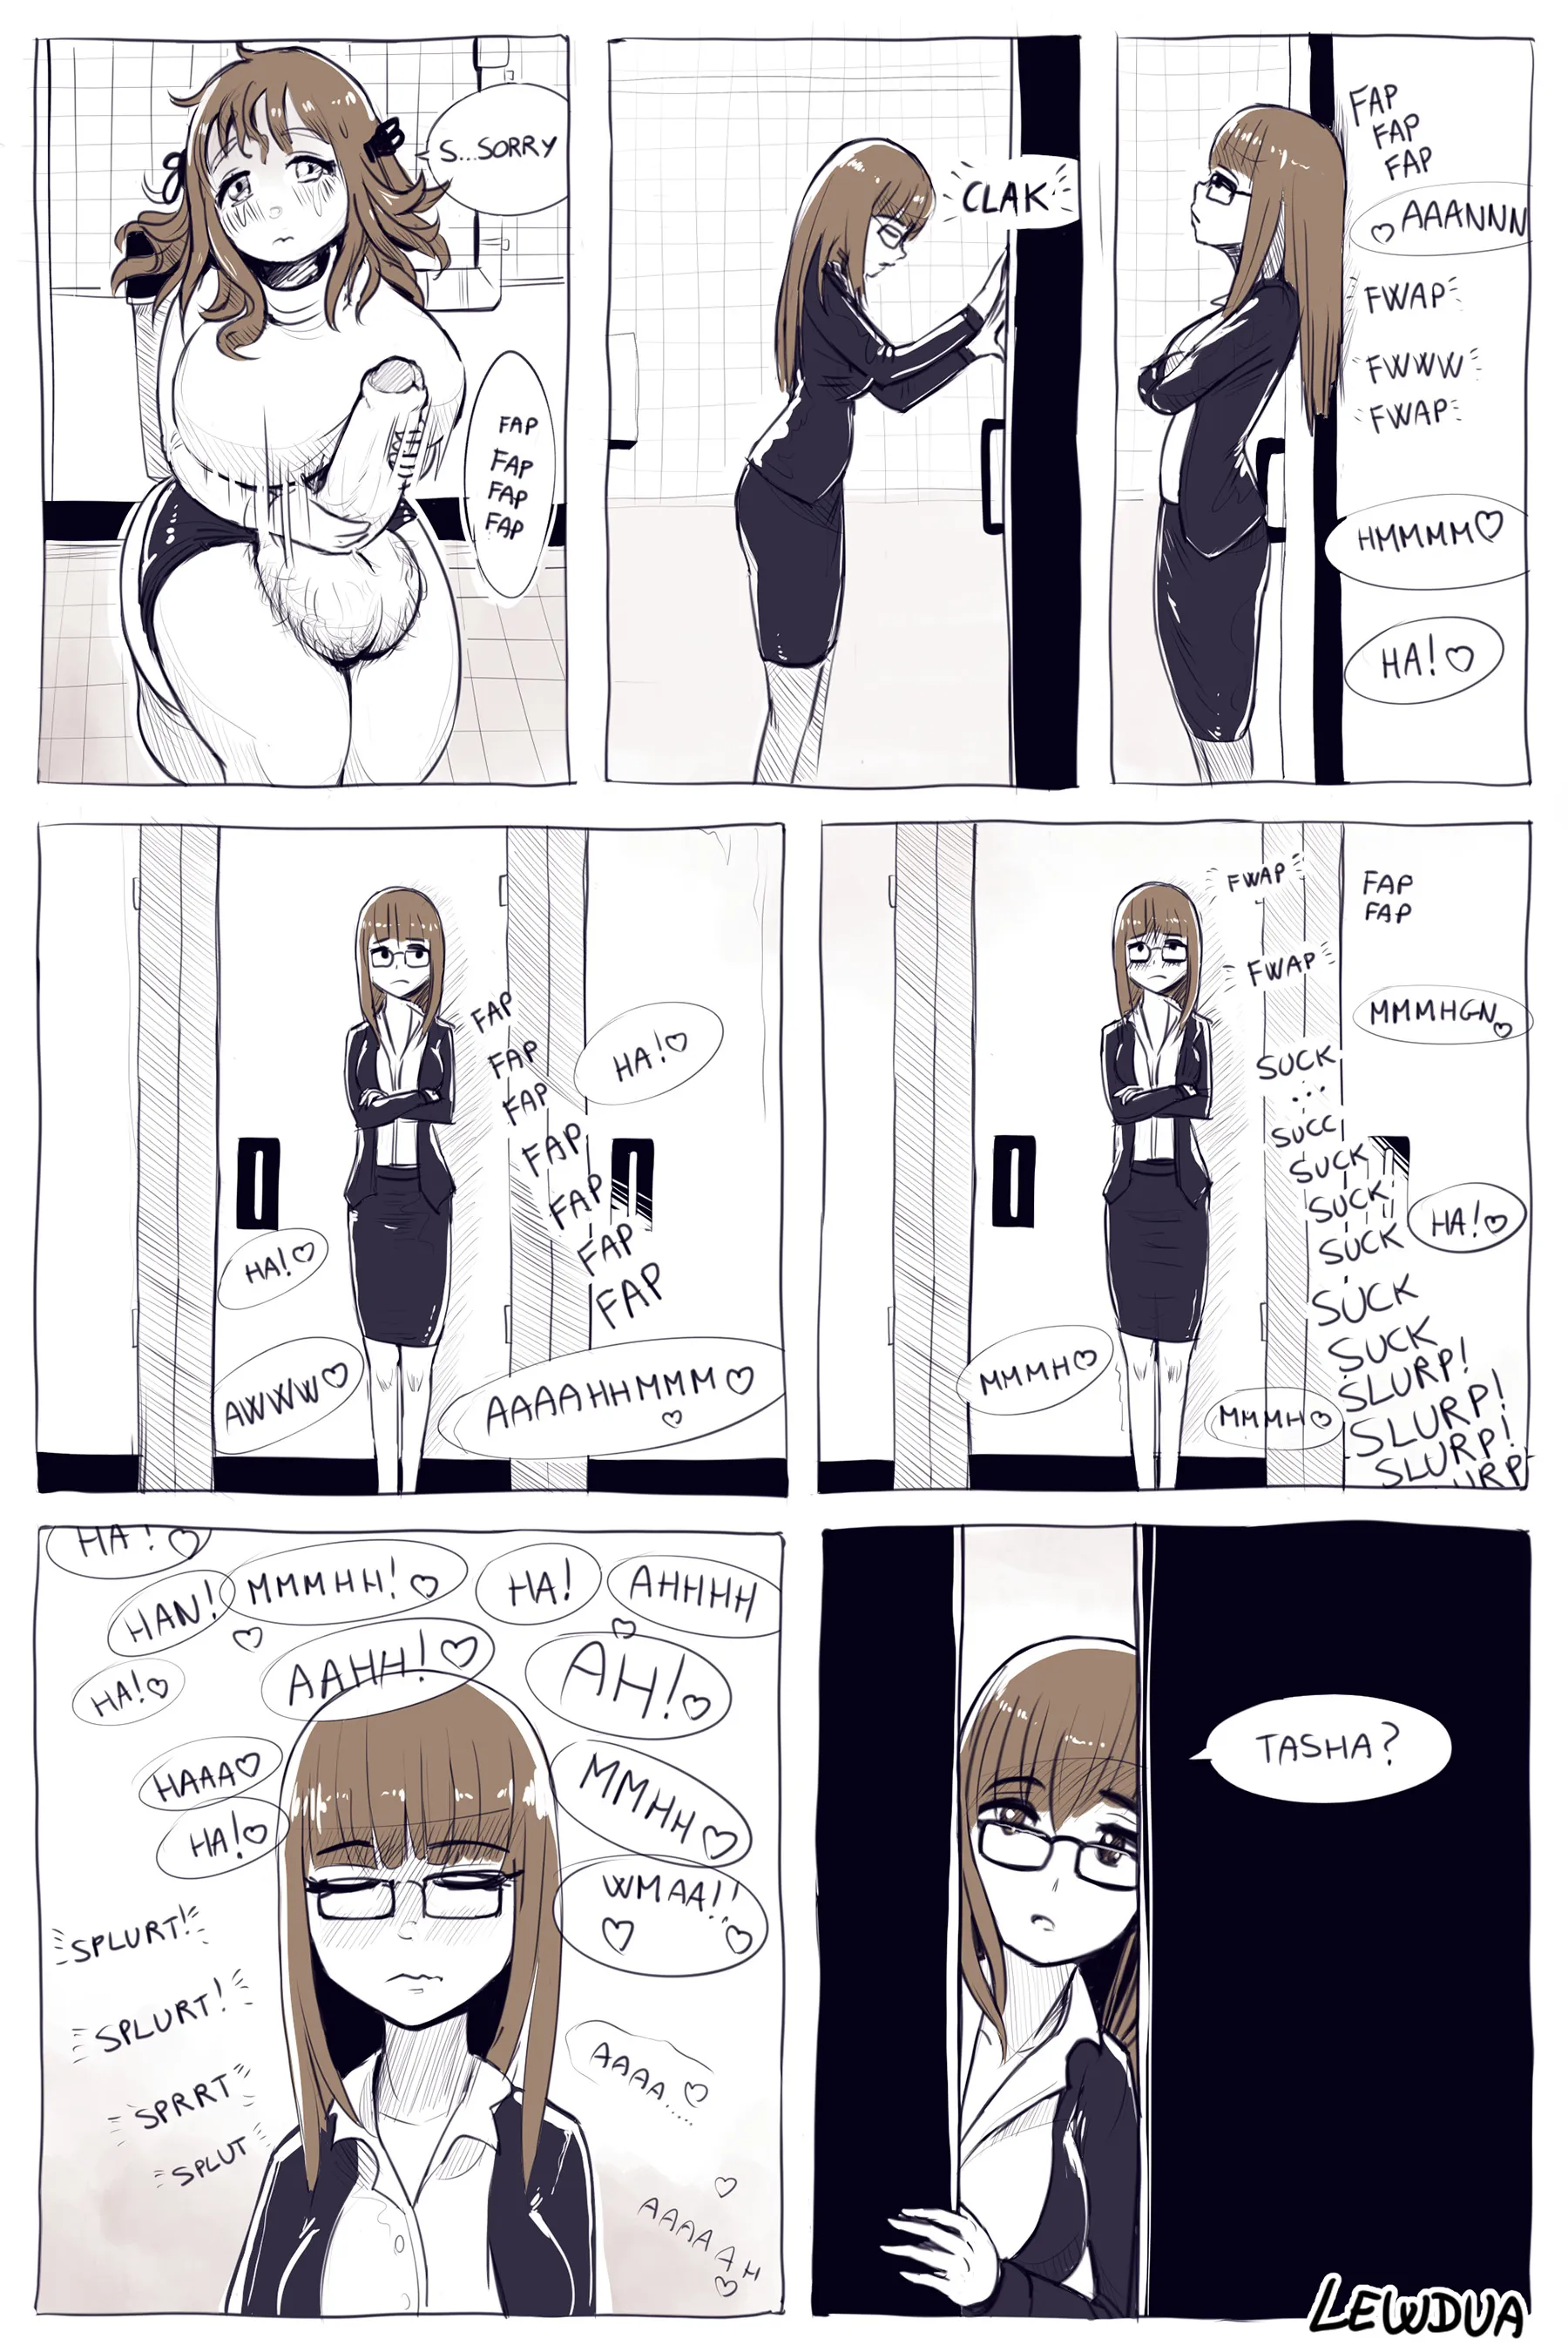 S...SORRY
FAP
FAP
FAP
FAP
CLAK
FAP
FAP
FAP
♡ AAANNN
FWAP
FWWW
FWAP
HMMMM♡
HA!♡
FAP
FAP
FAP
FAP
FAP
FAP
FAP
HA!♡
HA!♡
AWWW♡
AAAAHHMMM♡
♡
FWAP
FWAP
FAP
FAP
MMMHGN♡
SUCK
...
SUCC
SUCK
SUCK
SUCK
SUCK
SUCK
SLURP!
SLURP!
SLURP!
URP
HA!♡
MMMH♡
MMMH♡
HA!♡
HAN!
MMMHH!♡
HA!
AHHHH
♡
♡
HA!♡
AAHH!♡
AH!♡
HAAA♡
HA!♡
MMHH♡
WMAA!!
♡ ♡
SPLURT!
SPLURT!
SPRRT
SPLUT
AAAA♡
.....
♡
AAAAAH
♡
TASHA?
LEWDUA